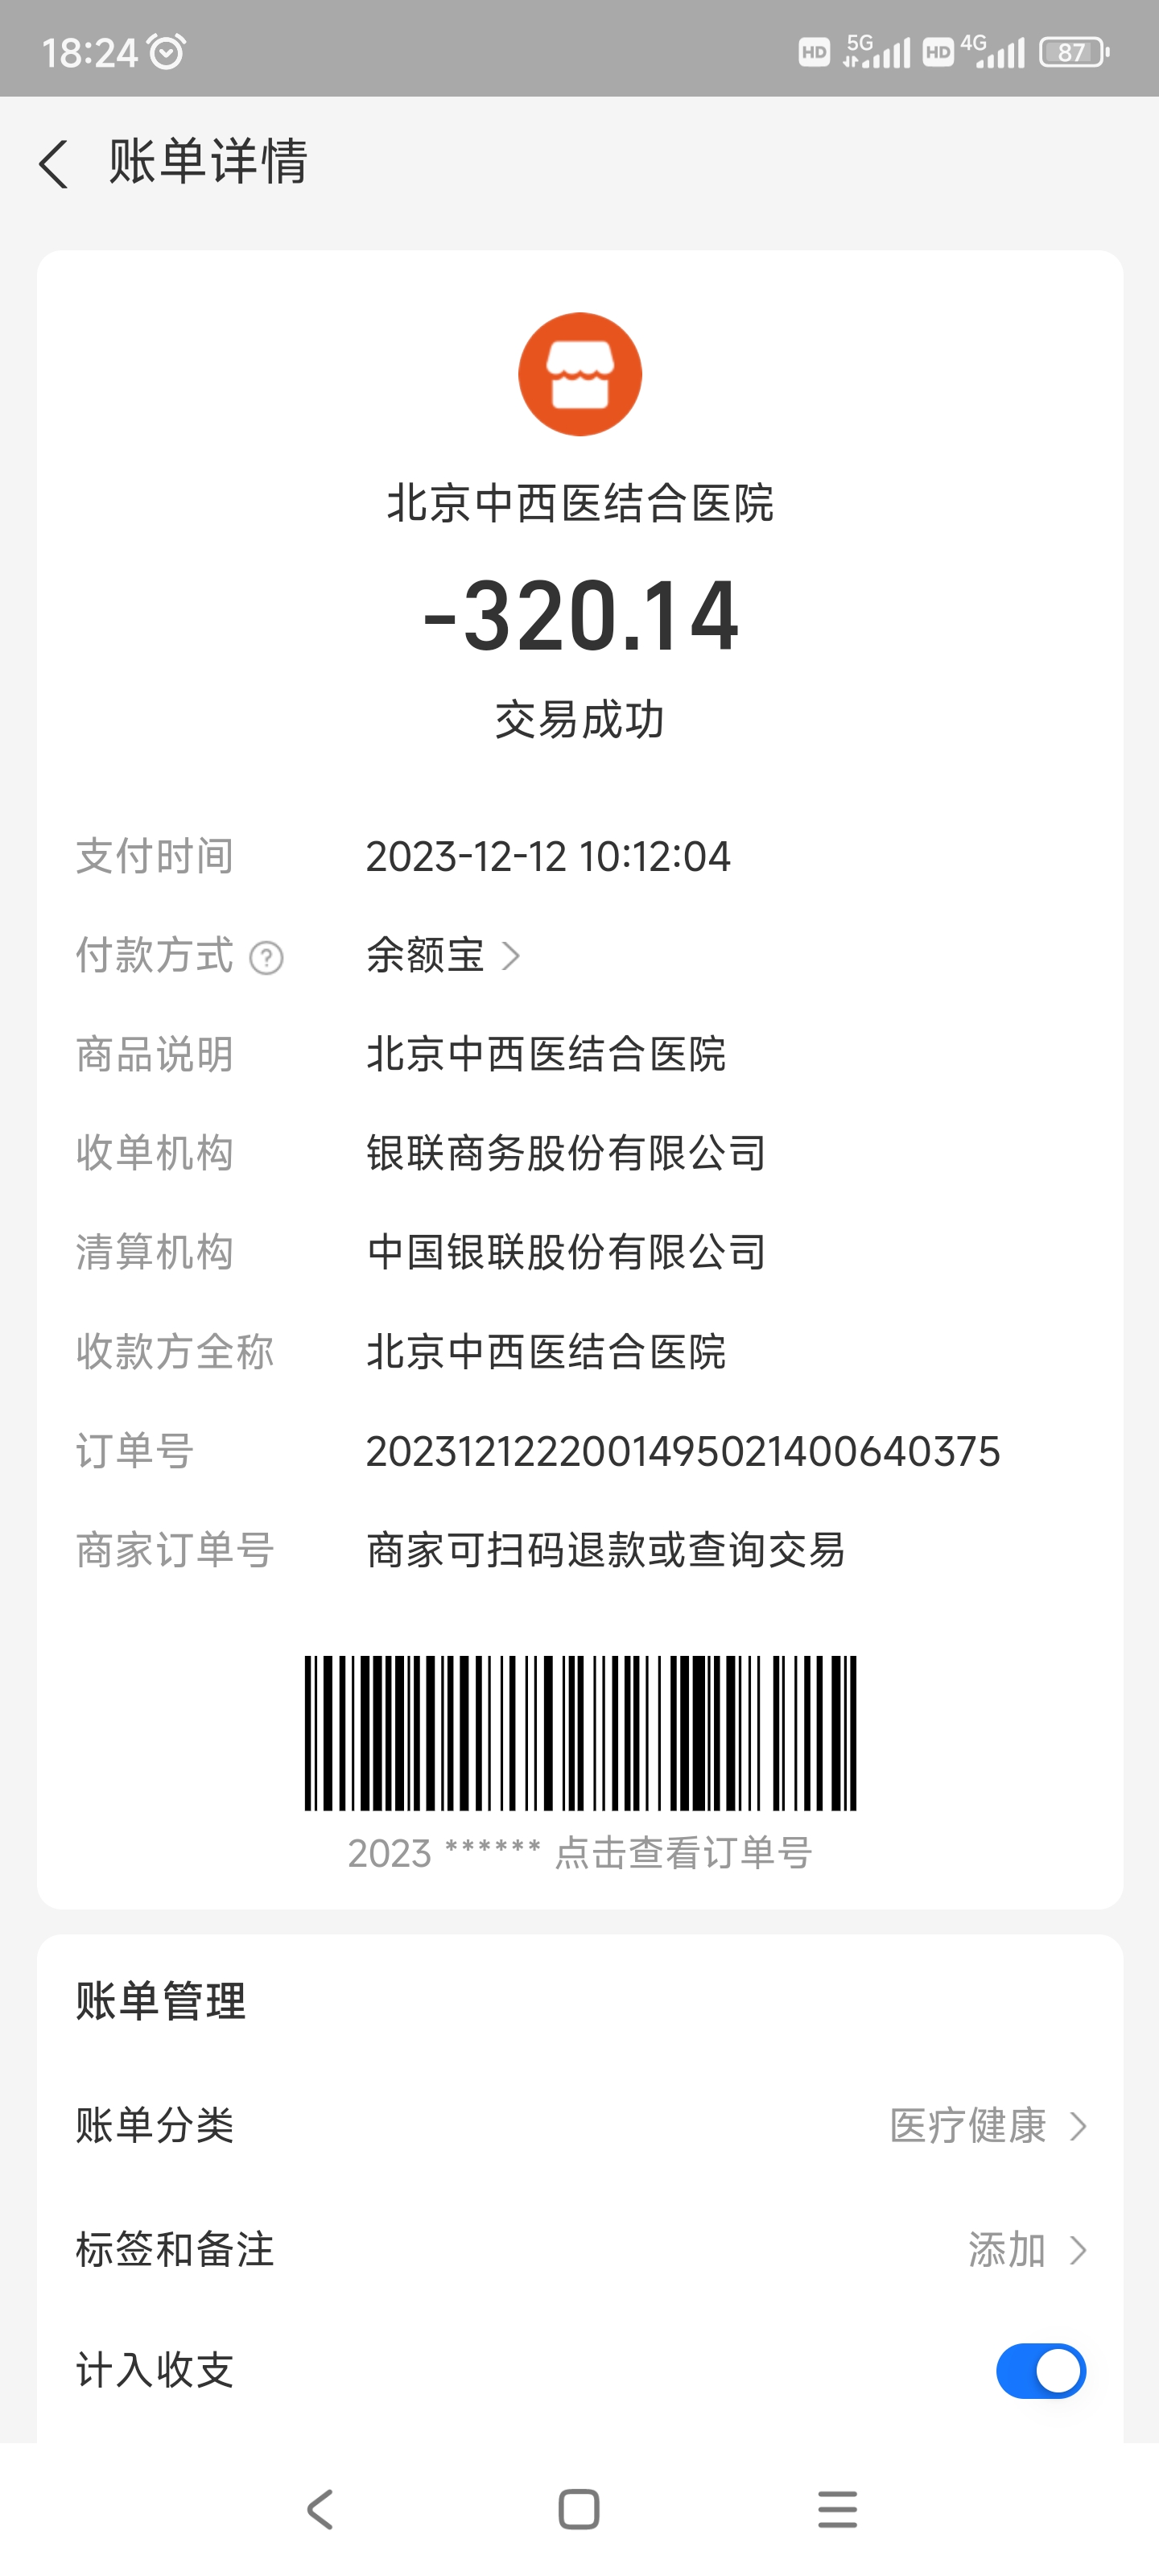 18:24 HD 5G HD 4G 87
账单详情
北京中西医结合医院
-320.14
交易成功
支付时间 2023-12-12 10:12:04
付款方式 ? 余额宝
商品说明 北京中西医结合医院
收单机构 银联商务股份有限公司
清算机构 中国银联股份有限公司
收款方全称 北京中西医结合医院
订单号 2023121222001495021400640375
商家订单号 商家可扫码退款或查询交易
2023 ****** 点击查看订单号
账单管理
账单分类 医疗健康
标签和备注 添加
计入收支